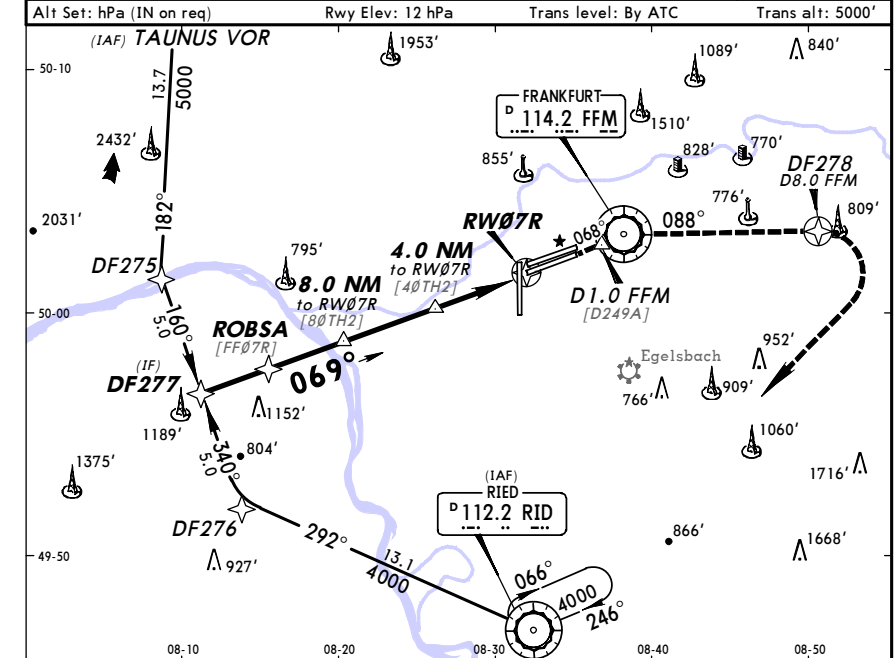 Alt Set: hPa (IN on req) Rwy Elev: 12 hPa Trans level: By ATC Trans alt: 5000'
(IAF) TAUNUS VOR
1953'
1089'
840'
50-10
13.7
5000
2432'
FRANKFURT
D 114.2 FFM
1510'
828'
770'
855'
DF278
D8.0 FFM
182°
776'
809'
2031'
RWØ7R
068°
088°
795'
4.0 NM
to RWØ7R
[4ØTH2]
DF275
8.0 NM
to RWØ7R
[8ØTH2]
D1.0 FFM
[D249A]
50-00
160°
5.0
ROBSA
[FFØ7R]
069°
952'
Egelsbach
(IF)
DF277
766'
909'
1152'
1189'
1060'
340°
5.0
804'
1375'
1716'
(IAF)
RIED
D 112.2 RID
DF276
292°
866'
1668'
49-50
927'
13.1
4000
066°
4000
246°
08-10 08-20 08-30 08-40 08-50